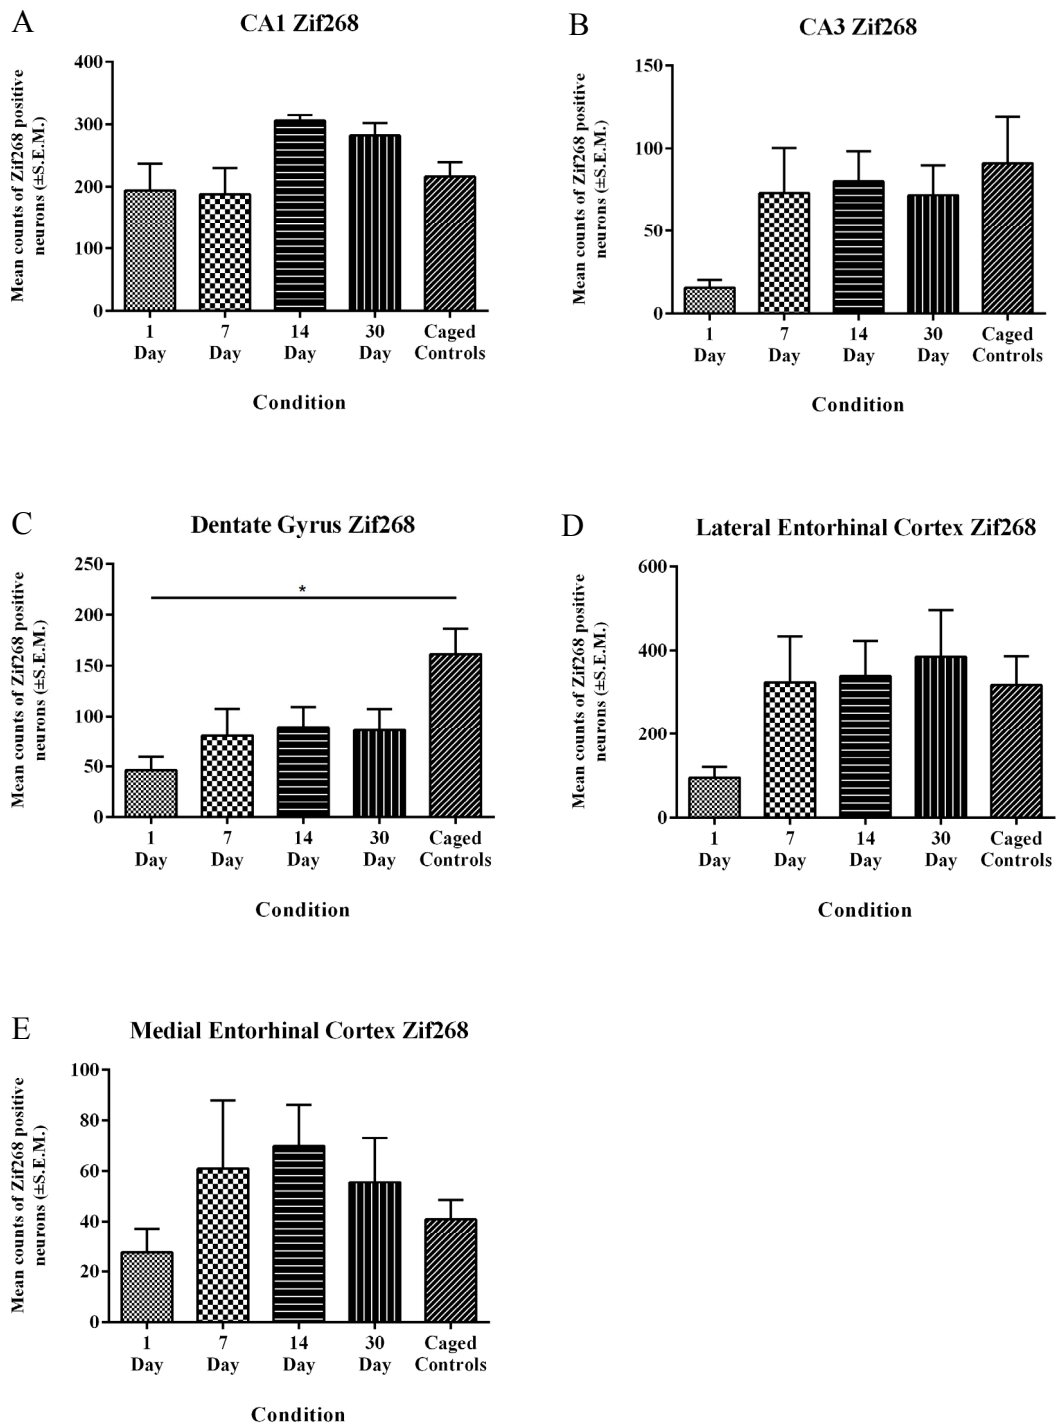 A
CA1 Zif268
Mean counts of Zif268 positive
neurons (±S.E.M.)
400
300
200
100
0
1 Day
7 Day
14 Day
30 Day
Caged Controls
Condition
B
CA3 Zif268
Mean counts of Zif268 positive
neurons (±S.E.M.)
150
100
50
0
1 Day
7 Day
14 Day
30 Day
Caged Controls
Condition
C
Dentate Gyrus Zif268
Mean counts of Zif268 positive
neurons (±S.E.M.)
250
200
150
100
50
0
*
1 Day
7 Day
14 Day
30 Day
Caged Controls
Condition
D
Lateral Entorhinal Cortex Zif268
Mean counts of Zif268 positive
neurons (±S.E.M.)
600
400
200
0
1 Day
7 Day
14 Day
30 Day
Caged Controls
Condition
E
Medial Entorhinal Cortex Zif268
Mean counts of Zif268 positive
neurons (±S.E.M.)
100
80
60
40
20
0
1 Day
7 Day
14 Day
30 Day
Caged Controls
Condition